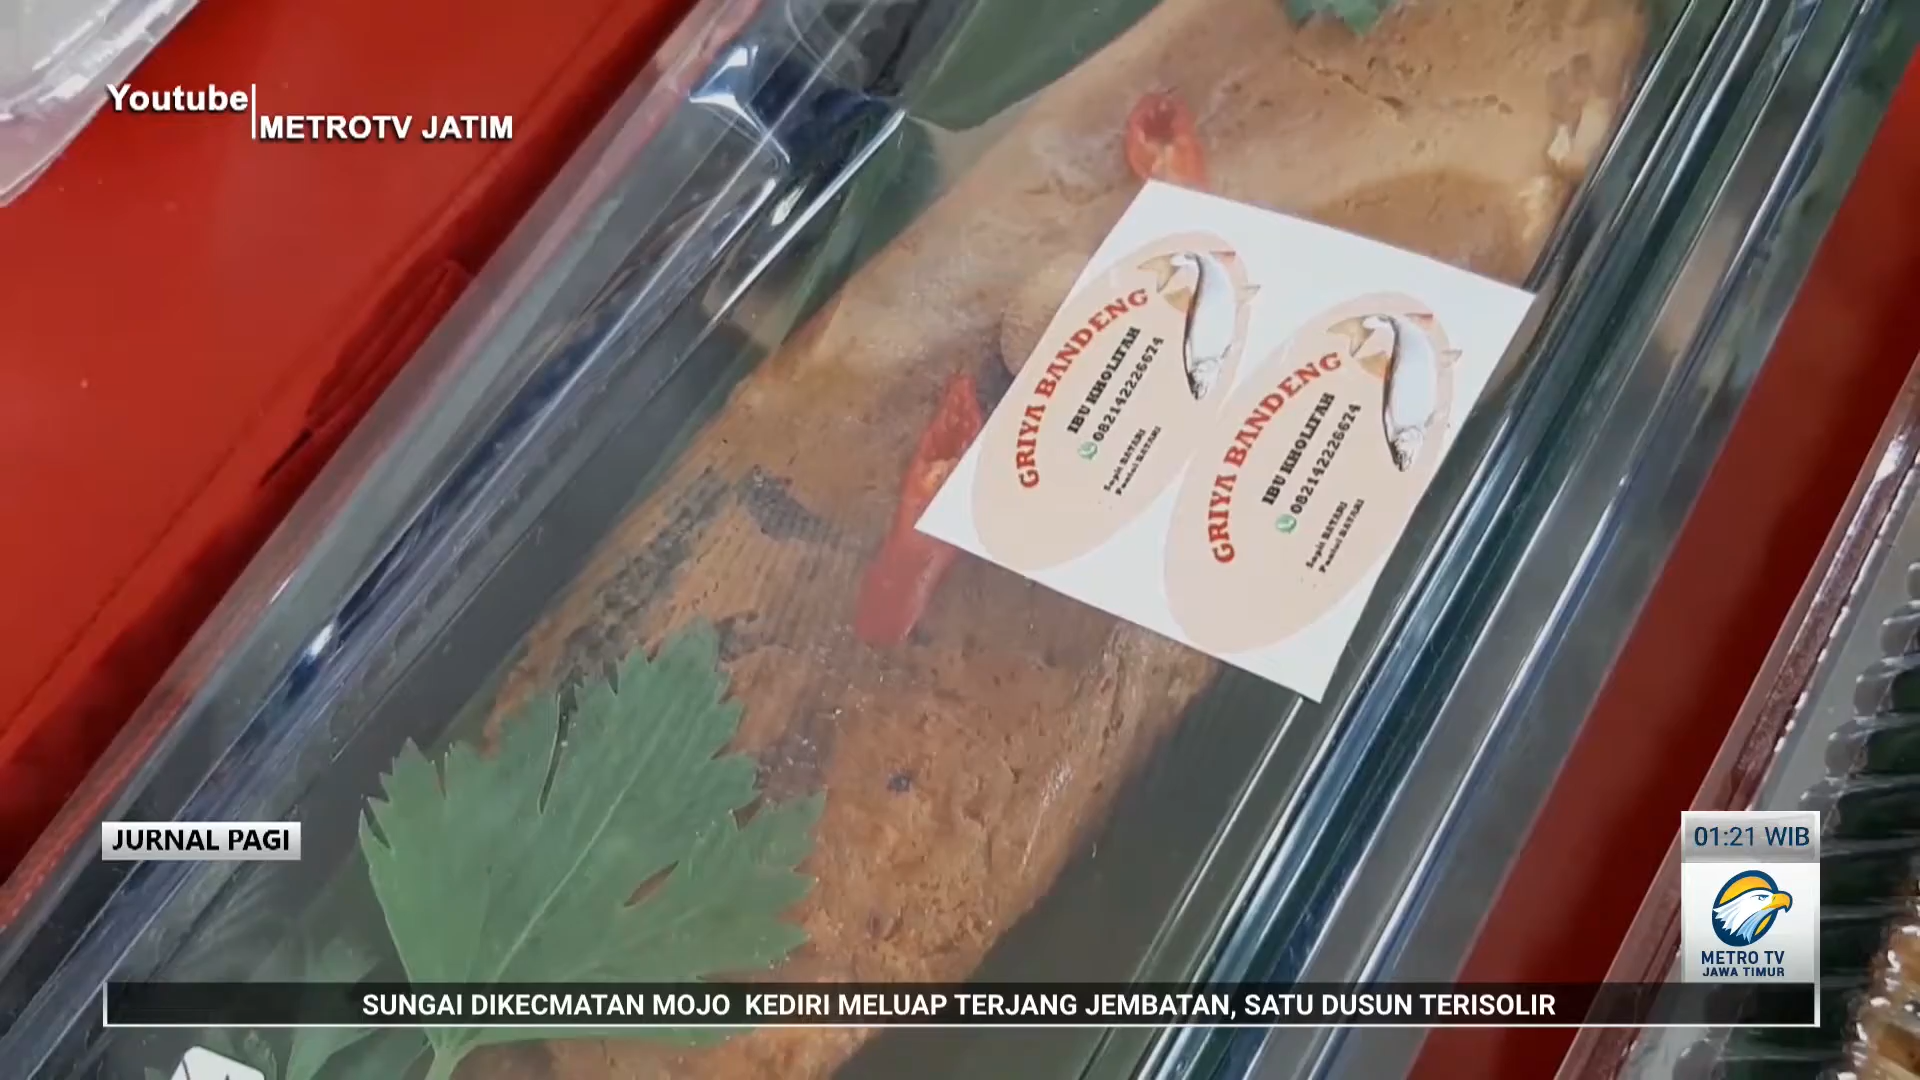 Youtube
METROTV JATIM
GRIYA BANDENG
IBU KHOLIFAH
082142226674
GRIYA BANDENG
IBU KHOLIFAH
082142226674
JURNAL PAGI
01:21 WIB
METRO TV
JAWA TIMUR
SUNGAI DIKECMATAN MOJO  KEDIRI MELUAP TERJANG JEMBATAN, SATU DUSUN TERISOLIR